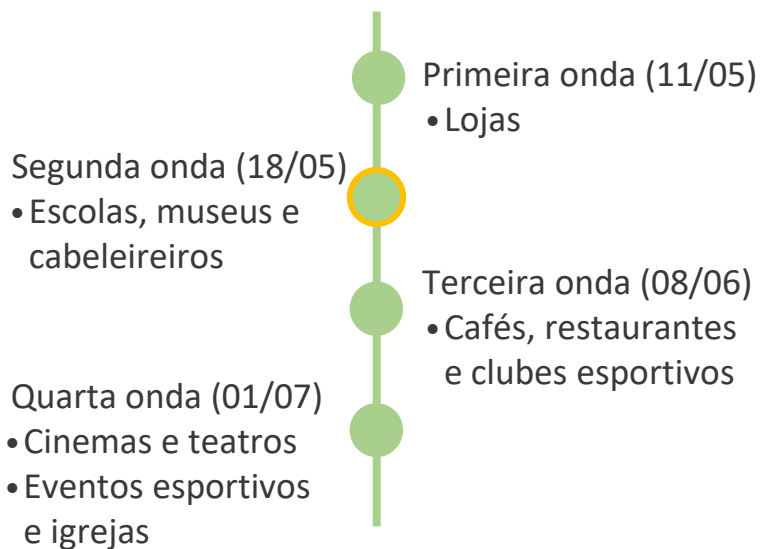 Primeira onda (11/05)
• Lojas
Segunda onda (18/05)
• Escolas, museus e
cabeleireiros
Terceira onda (08/06)
• Cafés, restaurantes
e clubes esportivos
Quarta onda (01/07)
• Cinemas e teatros
• Eventos esportivos
e igrejas